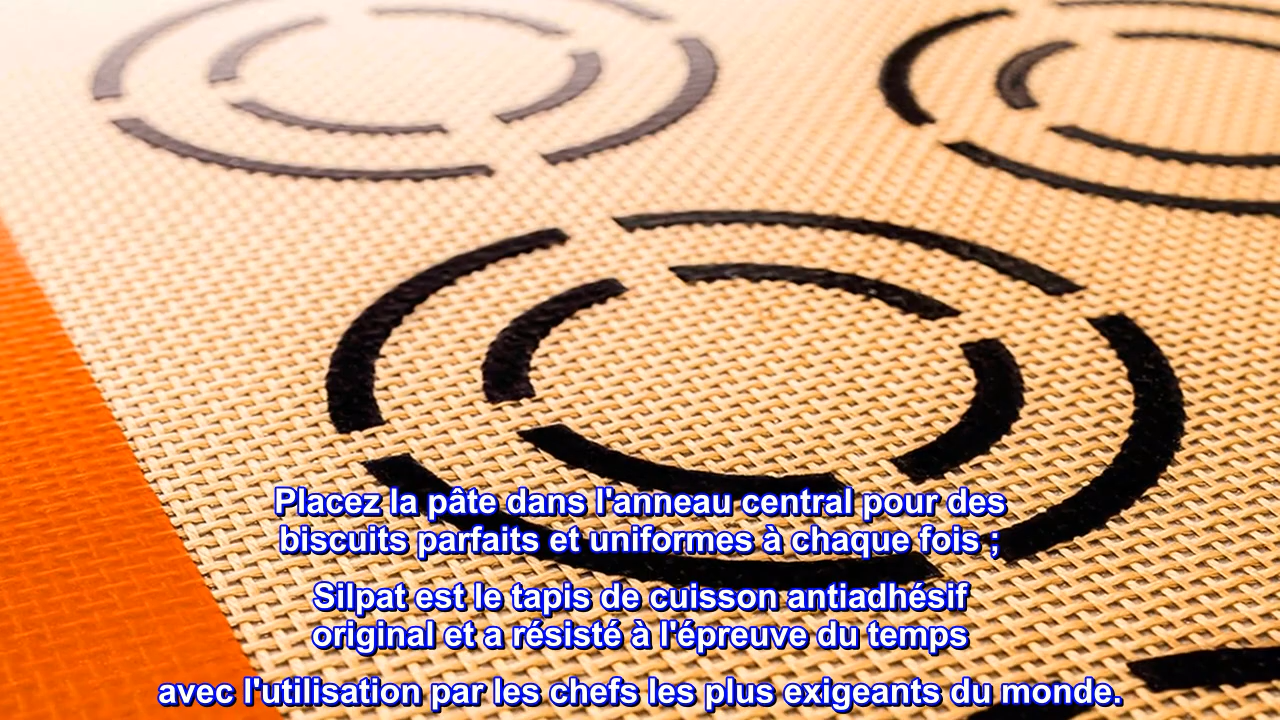 Placez la pâte dans l'anneau central pour des
biscuits parfaits et uniformes à chaque fois ;
Silpat est le tapis de cuisson antiadhésif
original et a résisté à l'épreuve du temps
avec l'utilisation par les chefs les plus exigeants du monde.